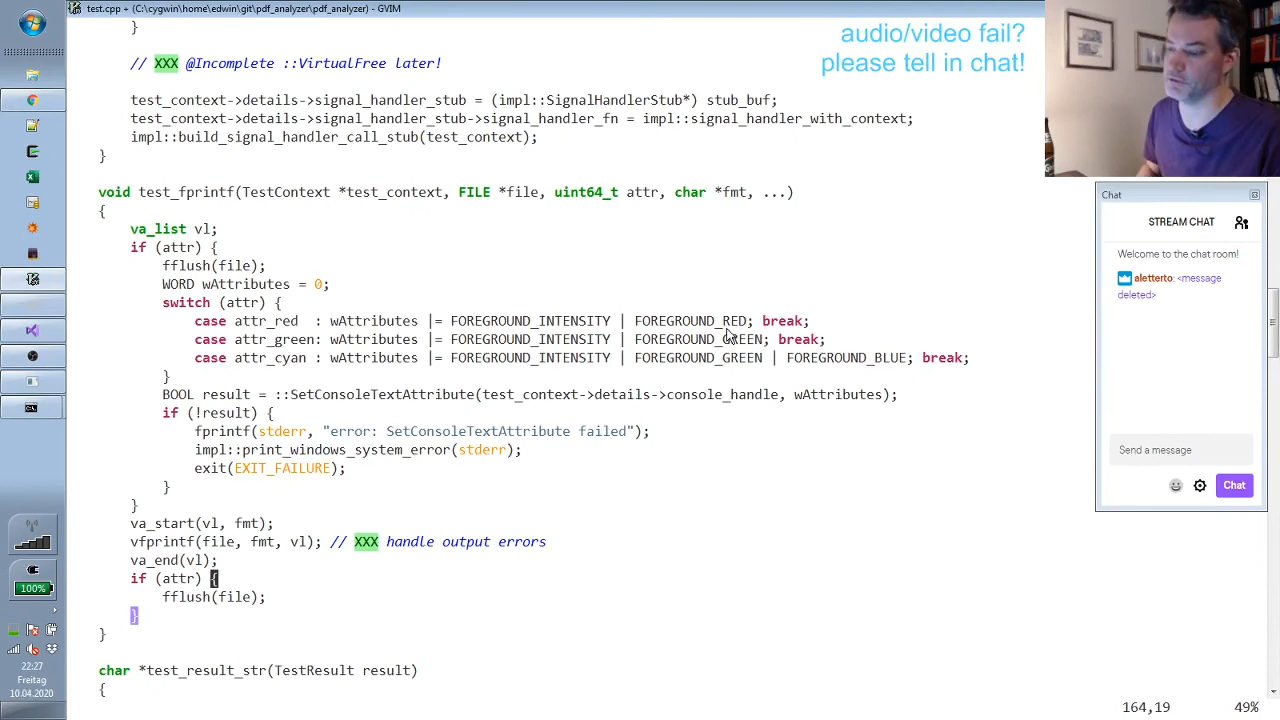 test.cpp + (C:\cygwin\home\edwin\git\pdf_analyzer\pdf_analyzer) - GVIM
}
// XXX @Incomplete ::VirtualFree later!
test_context->details->signal_handler_stub = (impl::SignalHandlerStub*) stub_buf;
test_context->details->signal_handler_stub->signal_handler_fn = impl::signal_handler_with_context;
impl::build_signal_handler_call_stub(test_context);
}
void test_fprintf(TestContext *test_context, FILE *file, uint64_t attr, char *fmt, ...)
{
va_list vl;
if (attr) {
fflush(file);
WORD wAttributes = 0;
switch (attr) {
case attr_red  : wAttributes |= FOREGROUND_INTENSITY | FOREGROUND_RED; break;
case attr_green: wAttributes |= FOREGROUND_INTENSITY | FOREGROUND_GREEN; break;
case attr_cyan : wAttributes |= FOREGROUND_INTENSITY | FOREGROUND_GREEN | FOREGROUND_BLUE; break;
}
BOOL result = ::SetConsoleTextAttribute(test_context->details->console_handle, wAttributes);
if (!result) {
fprintf(stderr, "error: SetConsoleTextAttribute failed");
impl::print_windows_system_error(stderr);
exit(EXIT_FAILURE);
}
}
va_start(vl, fmt);
vfprintf(file, fmt, vl); // XXX handle output errors
va_end(vl);
if (attr) {
fflush(file);
}
}
char *test_result_str(TestResult result)
{
164,19
49%
audio/video fail?
please tell in chat!
Chat
STREAM CHAT
Welcome to the chat room!
aletterto: <message
deleted>
Send a message
Chat
100%
22:27
Freitag
10.04.2020